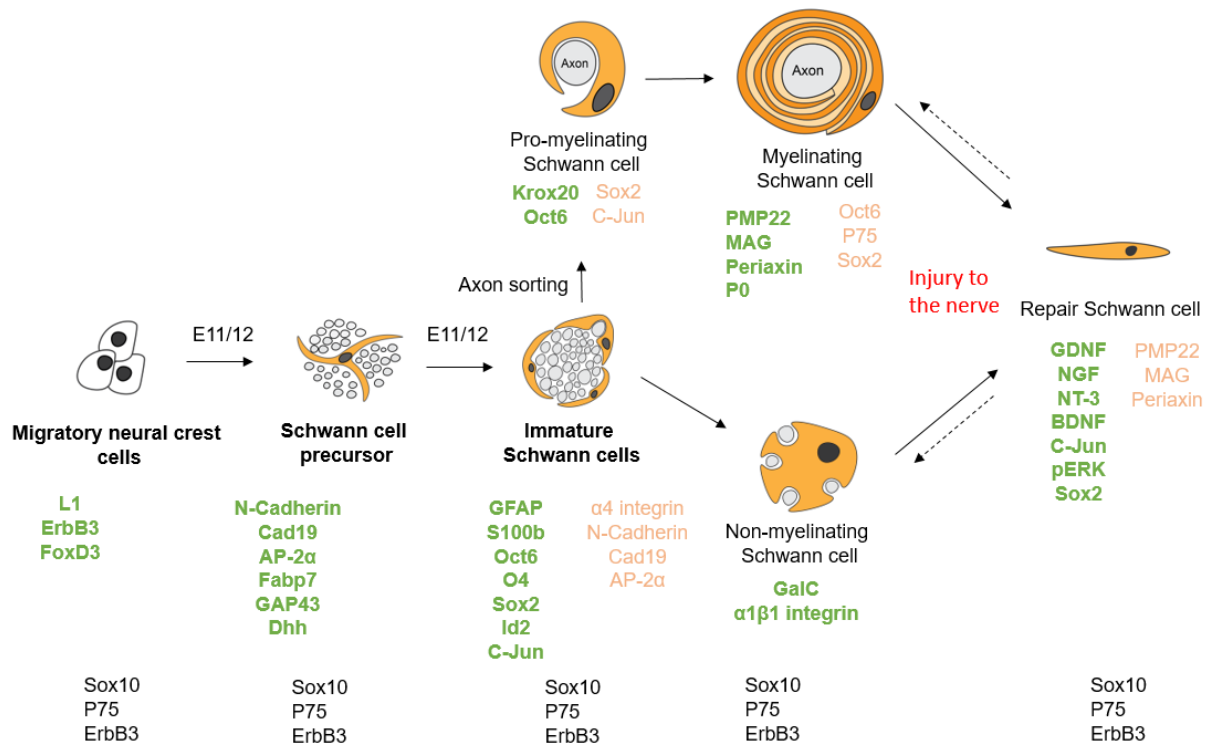 Axon
Axon
Pro-myelinating
Schwann cell
Krox20
Oct6
Sox2
C-Jun
Myelinating
Schwann cell
PMP22
MAG
Periaxin
P0
Oct6
P75
Sox2
Axon sorting
Injury to
the nerve
Repair Schwann cell
GDNF
NGF
NT-3
BDNF
C-Jun
pERK
Sox2
PMP22
MAG
Periaxin
E11/12
E11/12
Migratory neural crest
cells
L1
ErbB3
FoxD3
Schwann cell
precursor
N-Cadherin
Cad19
AP-2α
Fabp7
GAP43
Dhh
Immature
Schwann cells
GFAP
S100b
Oct6
O4
Sox2
Id2
C-Jun
α4 integrin
N-Cadherin
Cad19
AP-2α
Non-myelinating
Schwann cell
GalC
α1β1 integrin
Sox10
P75
ErbB3
Sox10
P75
ErbB3
Sox10
P75
ErbB3
Sox10
P75
ErbB3
Sox10
P75
ErbB3